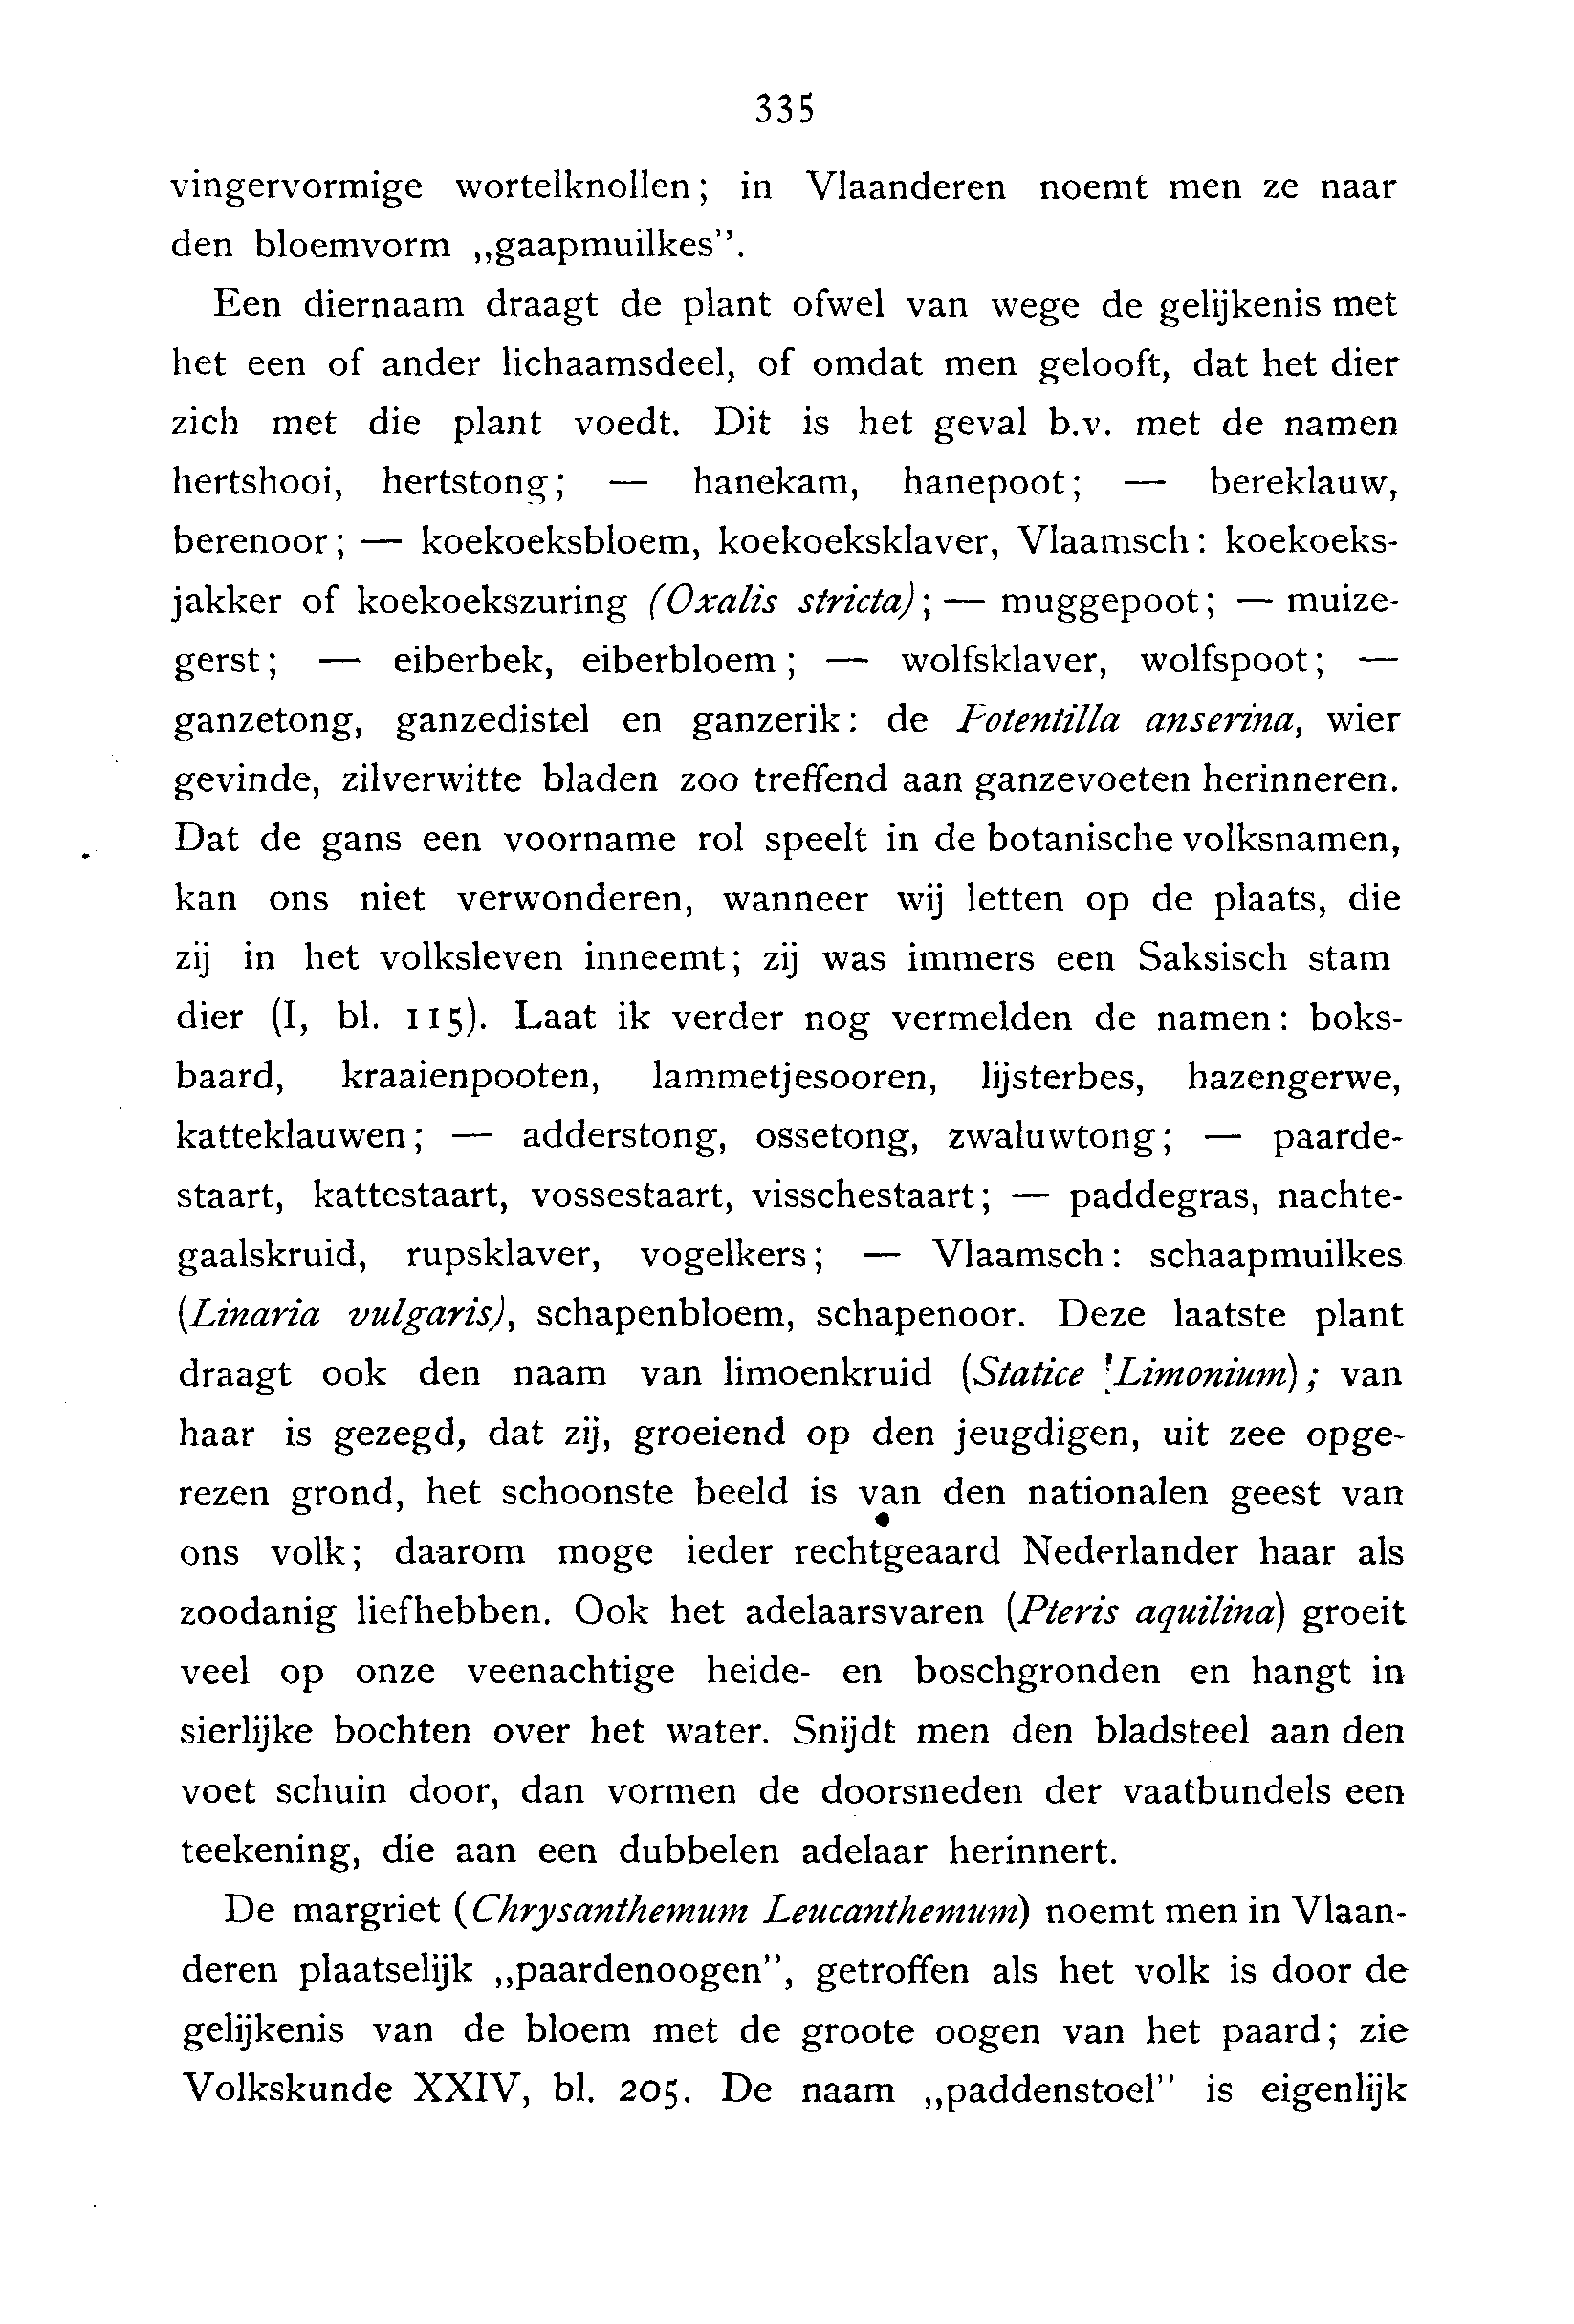 335
vingervormige wortelknollen; in Vlaanderen noemt men ze naar
den bloemvorm „gaapmuilkes”.
Een diernaam draagt de plant ofwel van wege de gelijkenis met
het een of ander lichaamsdeel, of omdat men gelooft, dat het dier
zich met die plant voedt. Dit is het geval b.v. met de namen
hertshooi, hertstong; — hanekam, hanepoot; — bereklauw,
berenoor; — koekoeksbloem, koekoeksklaver, Vlaamsch: koekoeks-
jakker of koekoekszuring (Oxalis stricta); — muggepoot; — muize-
gerst; — eiberbek, eiberbloem; — wolfsklaver, wolfspoot; —
ganzetong, ganzedistel en ganzerik: de Potentilla anserina, wier
gevinde, zilverwitte bladen zoo treffend aan ganzevoeten herinneren.
Dat de gans een voorname rol speelt in de botanische volksnamen,
kan ons niet verwonderen, wanneer wij letten op de plaats, die
zij in het volksleven inneemt; zij was immers een Saksisch stam
dier (I, bl. 115). Laat ik verder nog vermelden de namen: boks-
baard, kraaienpooten, lammetjesooren, lijsterbes, hazengerwe,
katteklauwen; — adderstong, ossetong, zwaluwtong; — paarde-
staart, kattestaart, vossestaart, visschestaart; — paddegras, nachte-
gaalskruid, rupsklaver, vogelkers; — Vlaamsch: schaapmuilkes
(Linaria vulgaris), schapenbloem, schapenoor. Deze laatste plant
draagt ook den naam van limoenkruid (Statice Limonium); van
haar is gezegd, dat zij, groeiend op den jeugdigen, uit zee opge-
rezen grond, het schoonste beeld is van den nationalen geest van
ons volk; daarom moge ieder rechtgeaard Nederlander haar als
zoodanig liefhebben. Ook het adelaarsvaren (Pteris aquilina) groeit
veel op onze veenachtige heide- en boschgronden en hangt in
sierlijke bochten over het water. Snijdt men den bladsteel aan den
voet schuin door, dan vormen de doorsneden der vaatbundels een
teekening, die aan een dubbelen adelaar herinnert.
De margriet (Chrysanthemum Leucanthemum) noemt men in Vlaan-
deren plaatselijk „paardenoogen”, getroffen als het volk is door de
gelijkenis van de bloem met de groote oogen van het paard; zie
Volkskunde XXIV, bl. 205. De naam „paddenstoel” is eigenlijk